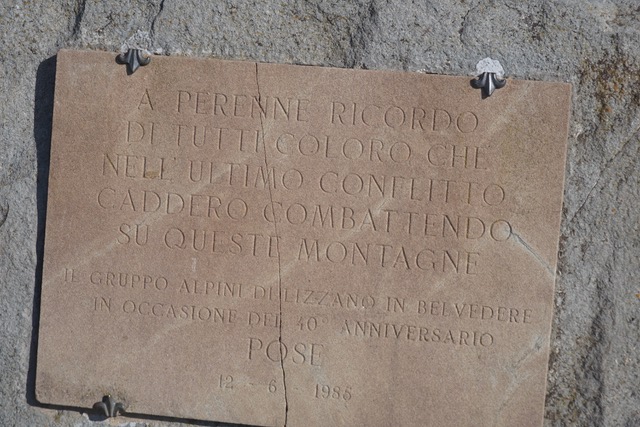 A PERENNE RICORDO
DI TUTTI COLORO CHE
NELL' ULTIMO CONFLITTO
CADDERO COMBATTENDO
SU QUESTE MONTAGNE
IL GRUPPO ALPINI DI LIZZANO IN BELVEDERE
IN OCCASIONE DEL 40° ANNIVERSARIO
POSE
12 - 6 - 1985